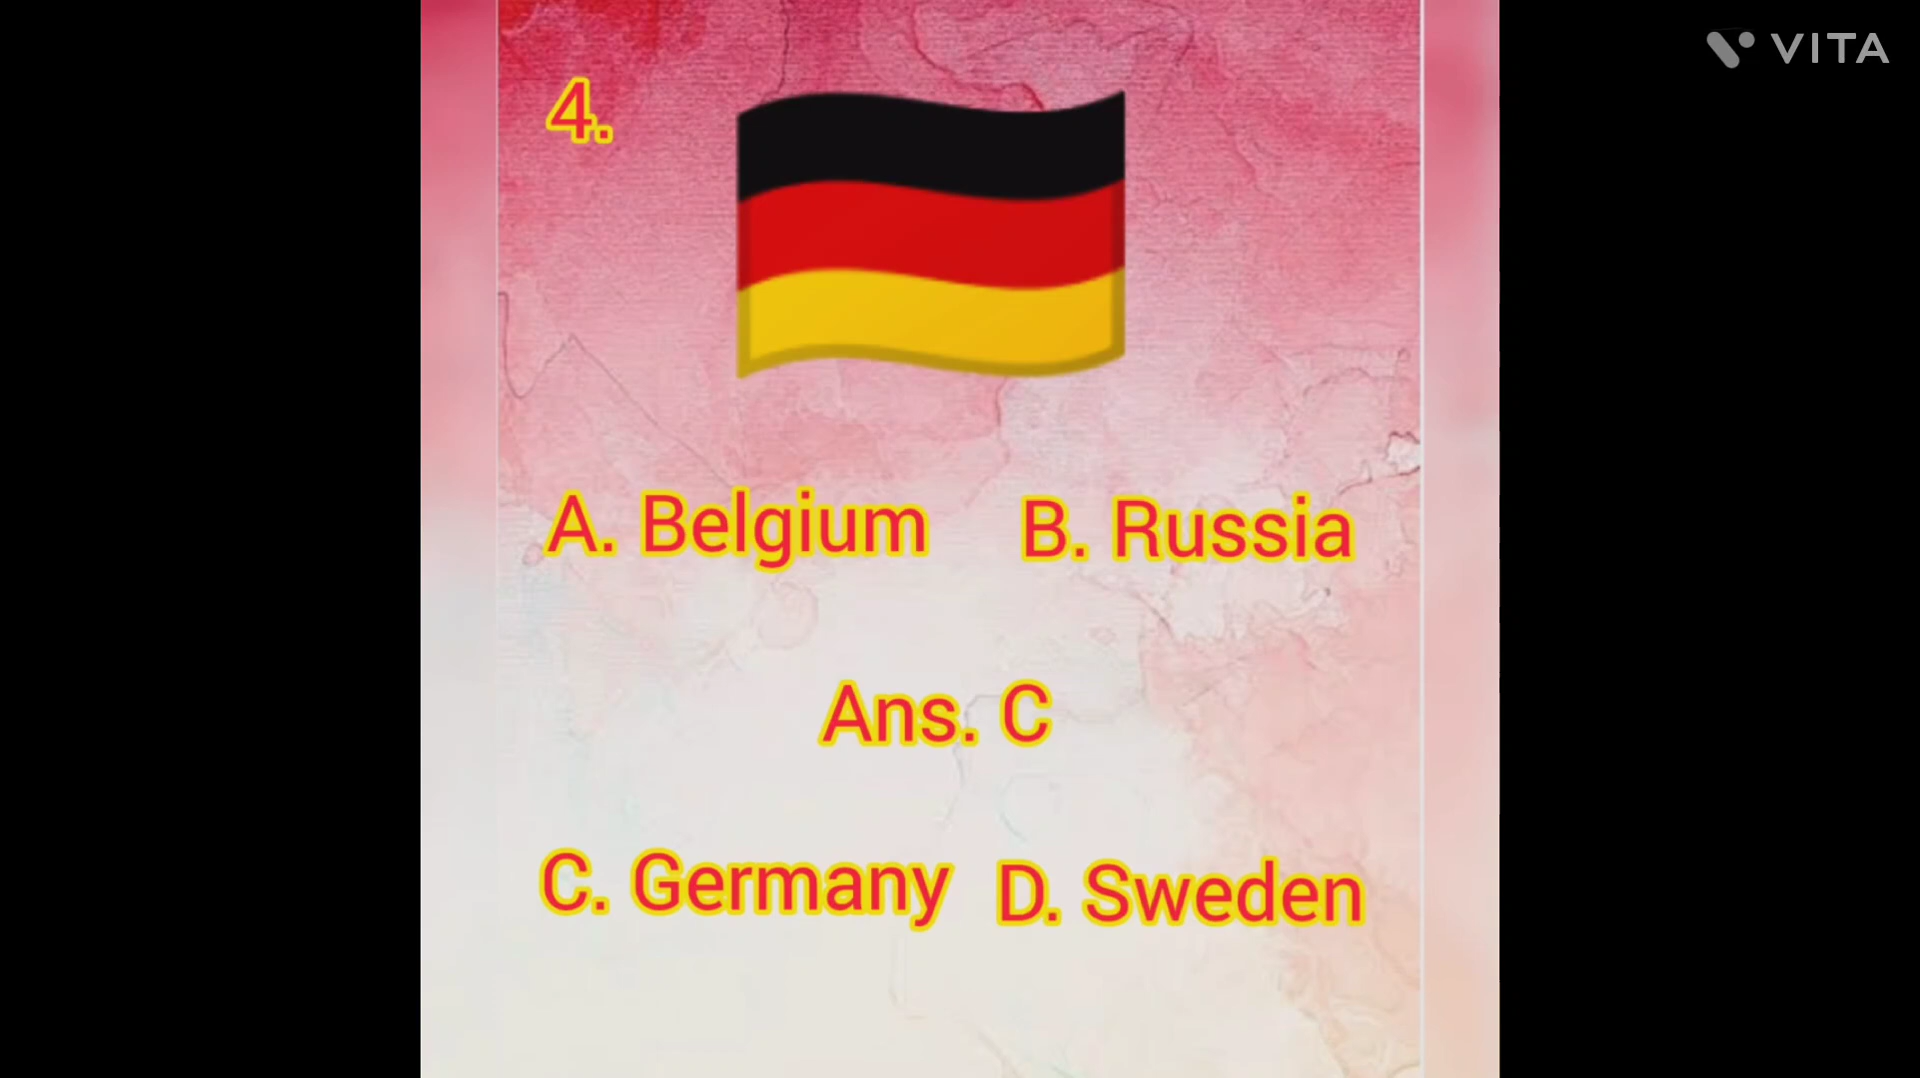 VITA
4.
A. Belgium
B. Russia
Ans. C
C. Germany
D. Sweden